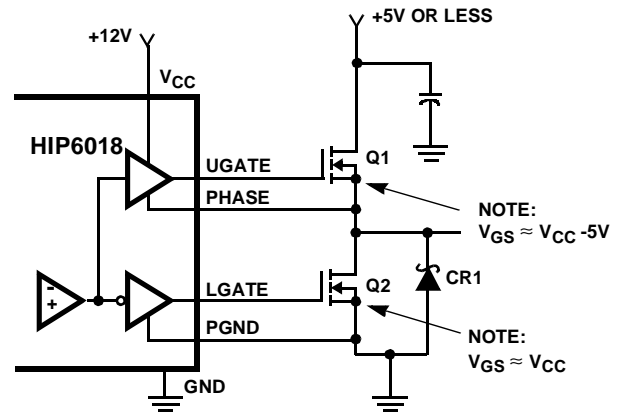 +5V OR LESS
+12V
VCC
HIP6018
Q1
UGATE
PHASE
NOTE:
VGS ≈ VCC -5V
-
+
Q2
LGATE
CR1
PGND
NOTE:
VGS ≈ VCC
GND